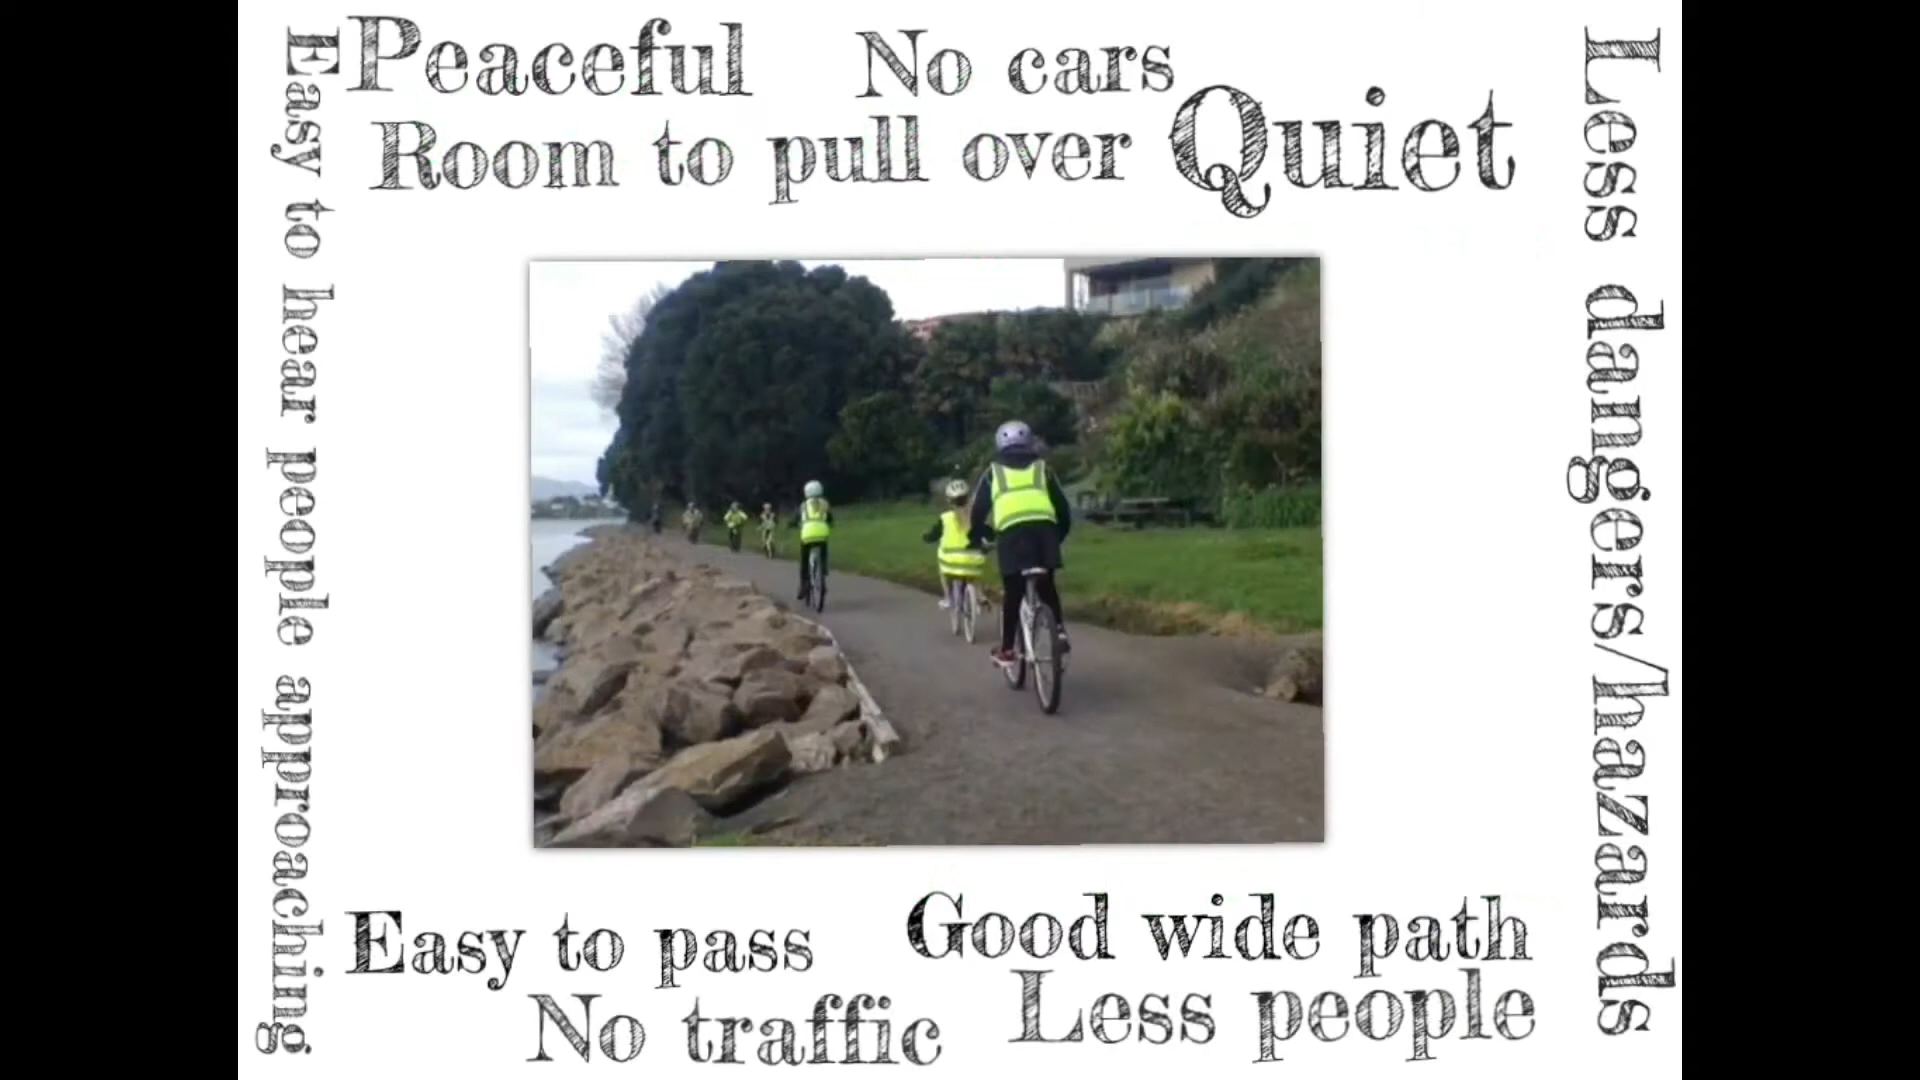 Peaceful
No cars
Room to pull over
Quiet
Easy to hear people approaching
Less dangers/hazards
Easy to pass
Good wide path
No traffic
Less people